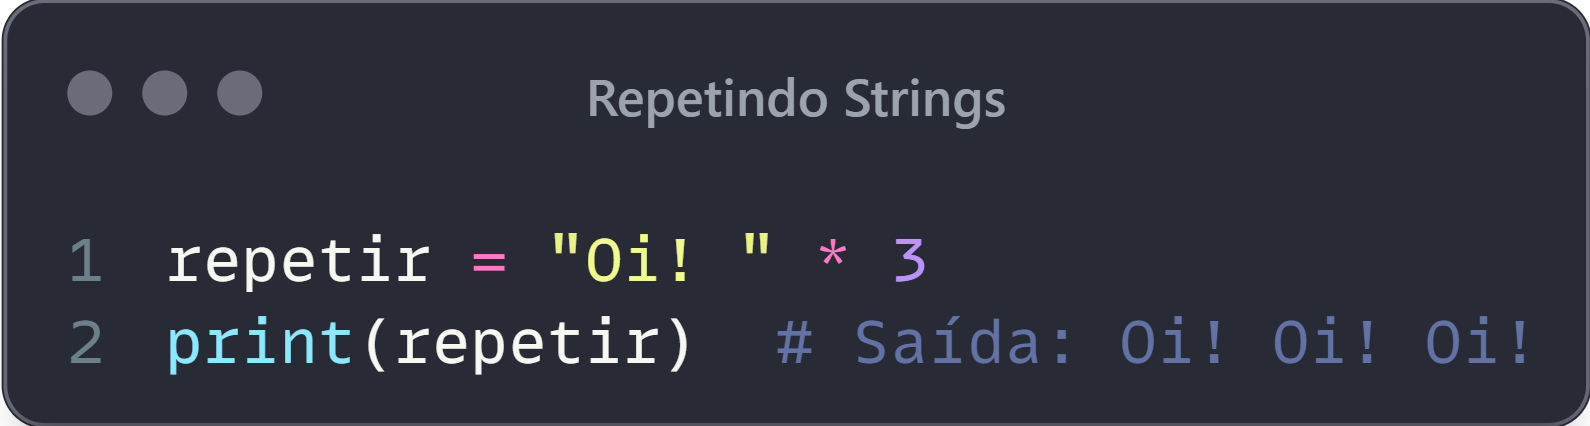 Repetindo Strings
1 repetir = "Oi! " * 3
2 print(repetir)  # Saída: Oi! Oi! Oi!